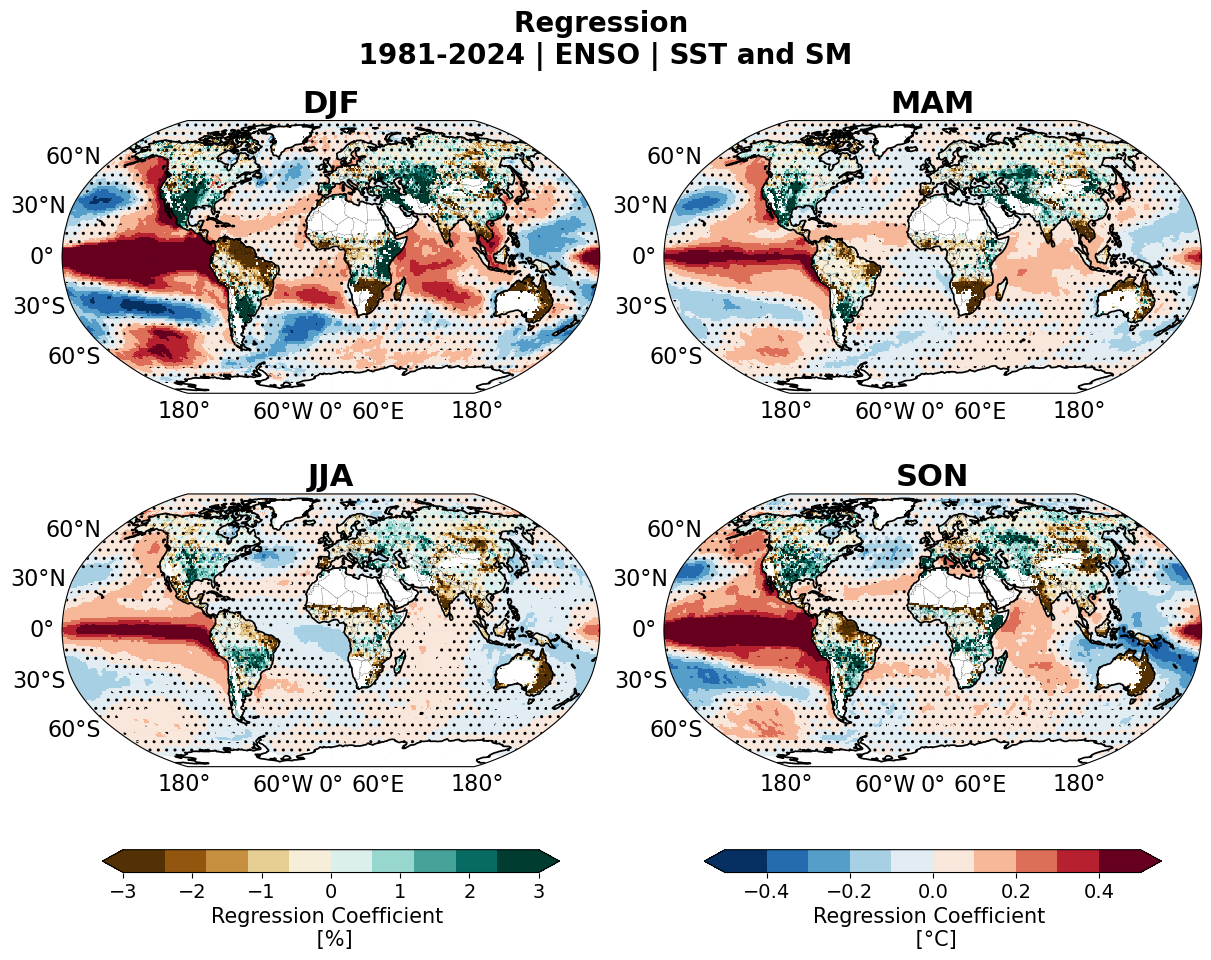 Regression
1981-2024 | ENSO | SST and SM
DJF
MAM
60°N
30°N
0°
30°S
60°S
180°
60°W
0°
60°E
180°
60°N
30°N
0°
30°S
60°S
180°
60°W
0°
60°E
180°
JJA
SON
60°N
30°N
0°
30°S
60°S
180°
60°W
0°
60°E
180°
60°N
30°N
0°
30°S
60°S
180°
60°W
0°
60°E
180°
−3 −2 −1 0 1 2 3
Regression Coefficient
[%]
−0.4 −0.2 0.0 0.2 0.4
Regression Coefficient
[°C]